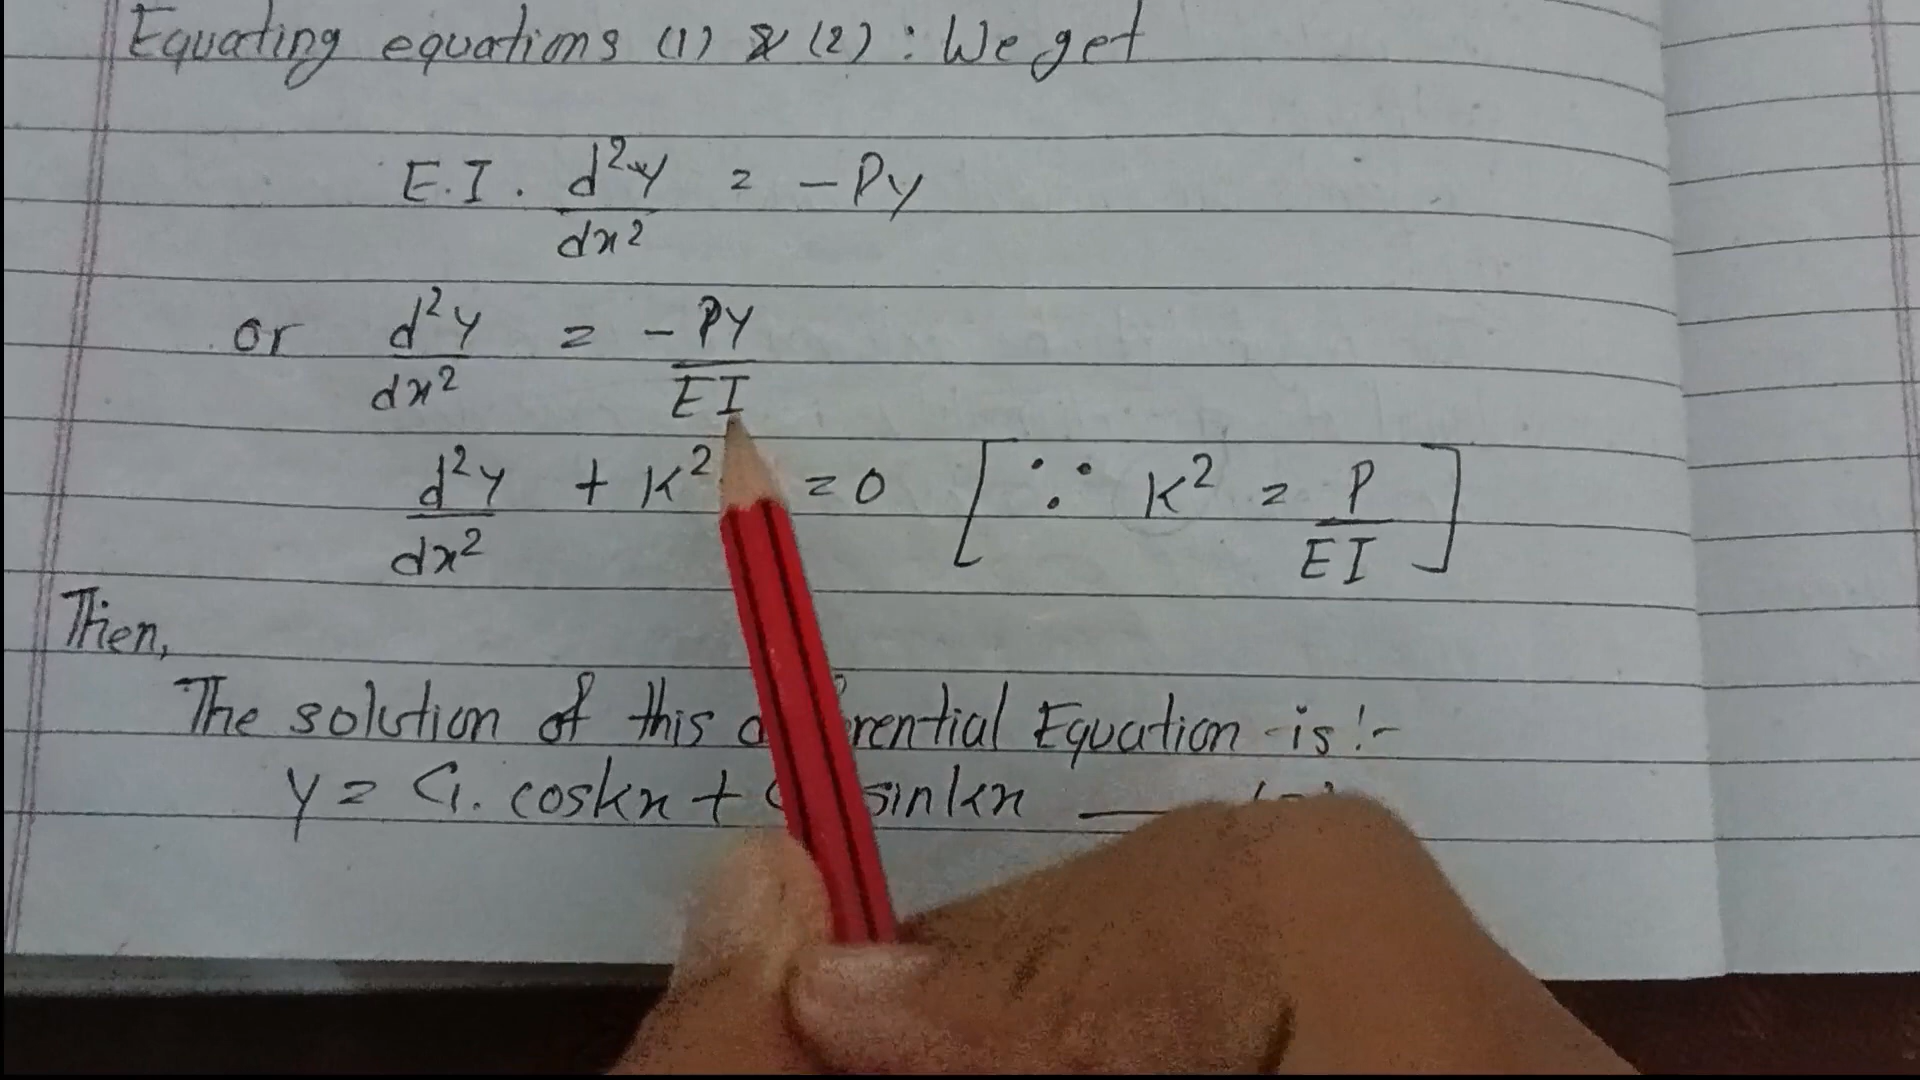 Equating equations (1) & (2) : We get
E.I. d²y/dx² = -Py
or d²y/dx² = -PY/EI
d²y/dx² + K² = 0 [∵ K² = P/EI]
Then,
The solution of this Equation is :-
y = C₁. coskx + sinkx